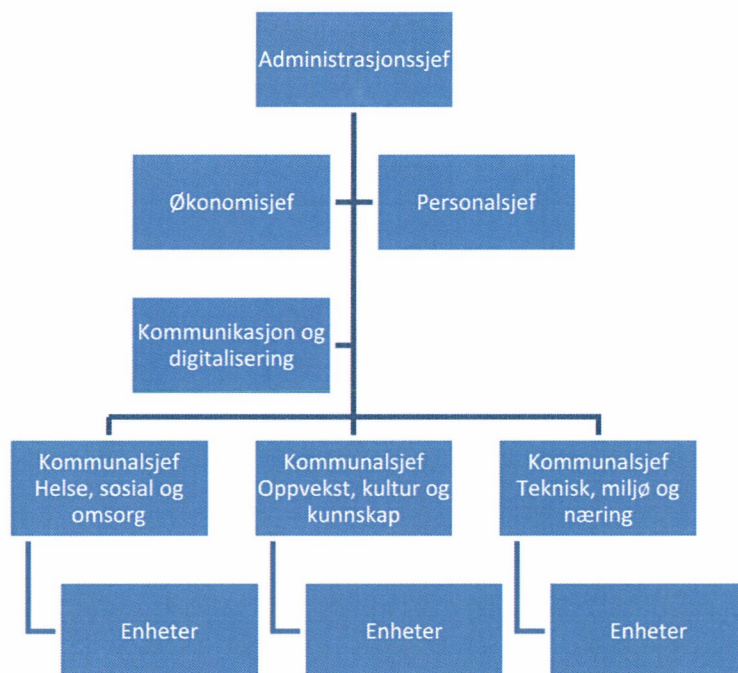 Administrasjonssjef
Økonomisjef
Personalsjef
Kommunikasjon og
digitalisering
Kommunalsjef
Helse, sosial og
omsorg
Kommunalsjef
Oppvekst, kultur og
kunnskap
Kommunalsjef
Teknisk, miljø og
næring
Enheter
Enheter
Enheter